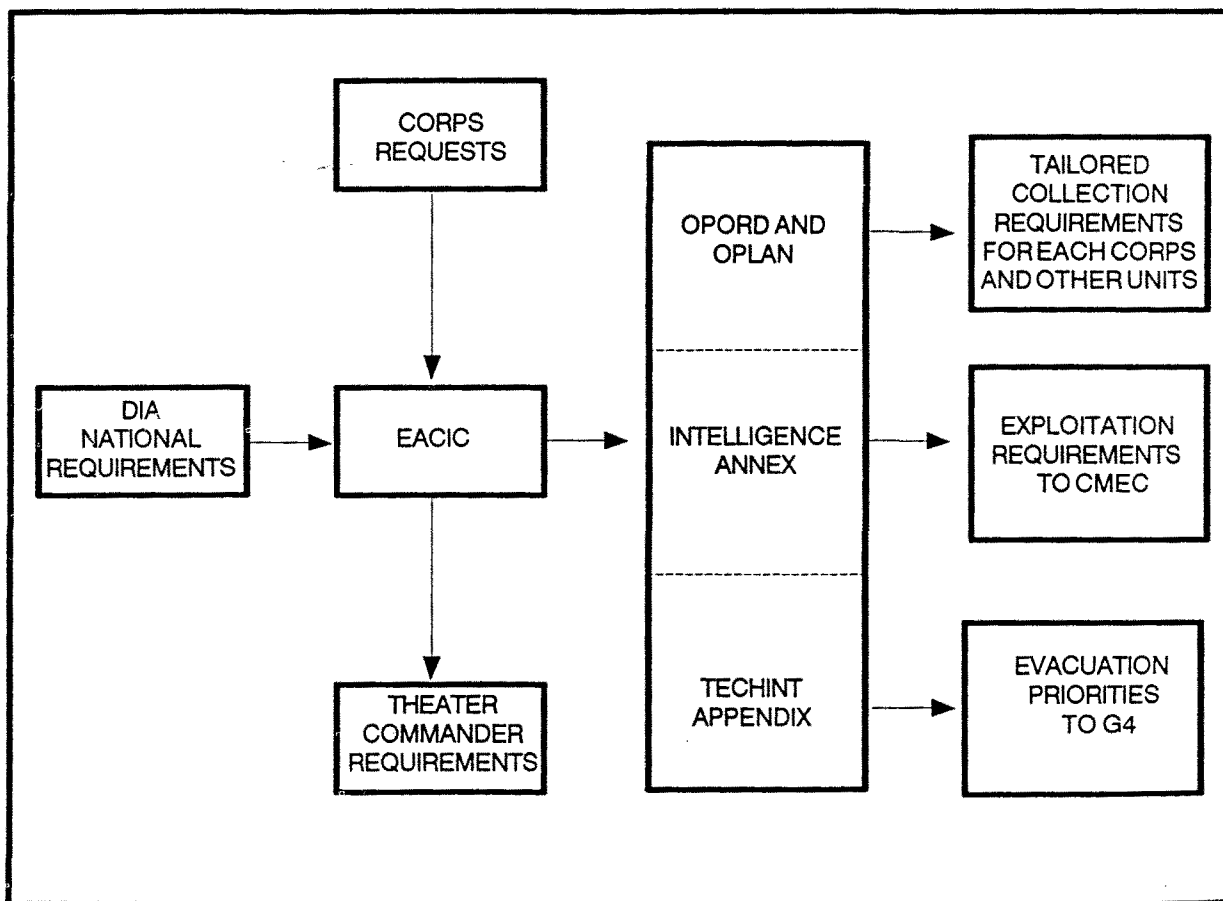 CORPS
REQUESTS
DIA
NATIONAL
REQUIREMENTS
EACIC
THEATER
COMMANDER
REQUIREMENTS
OPORD AND
OPLAN
INTELLIGENCE
ANNEX
TECHINT
APPENDIX
TAILORED
COLLECTION
REQUIREMENTS
FOR EACH CORPS
AND OTHER UNITS
EXPLOITATION
REQUIREMENTS
TO CMEC
EVACUATION
PRIORITIES
TO G4